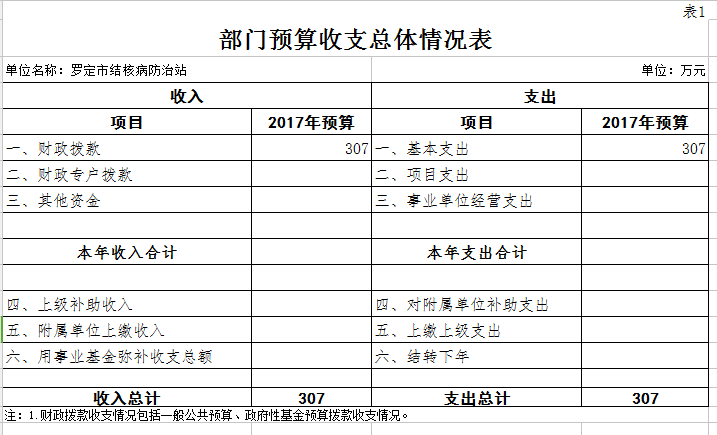 表1
部门预算收支总体情况表
单位名称：罗定市结核病防治站 单位：万元
收入 支出
项目 2017年预算 项目 2017年预算
一、财政拨款 307 一、基本支出 307
二、财政专户拨款 二、项目支出
三、其他资金 三、事业单位经营支出
本年收入合计 本年支出合计
四、上级补助收入 四、对附属单位补助支出
五、附属单位上缴收入 五、上缴上级支出
六、用事业基金弥补收支总额 六、结转下年
收入总计 307 支出总计 307
注：1.财政拨款收支情况包括一般公共预算、政府性基金预算拨款收支情况。